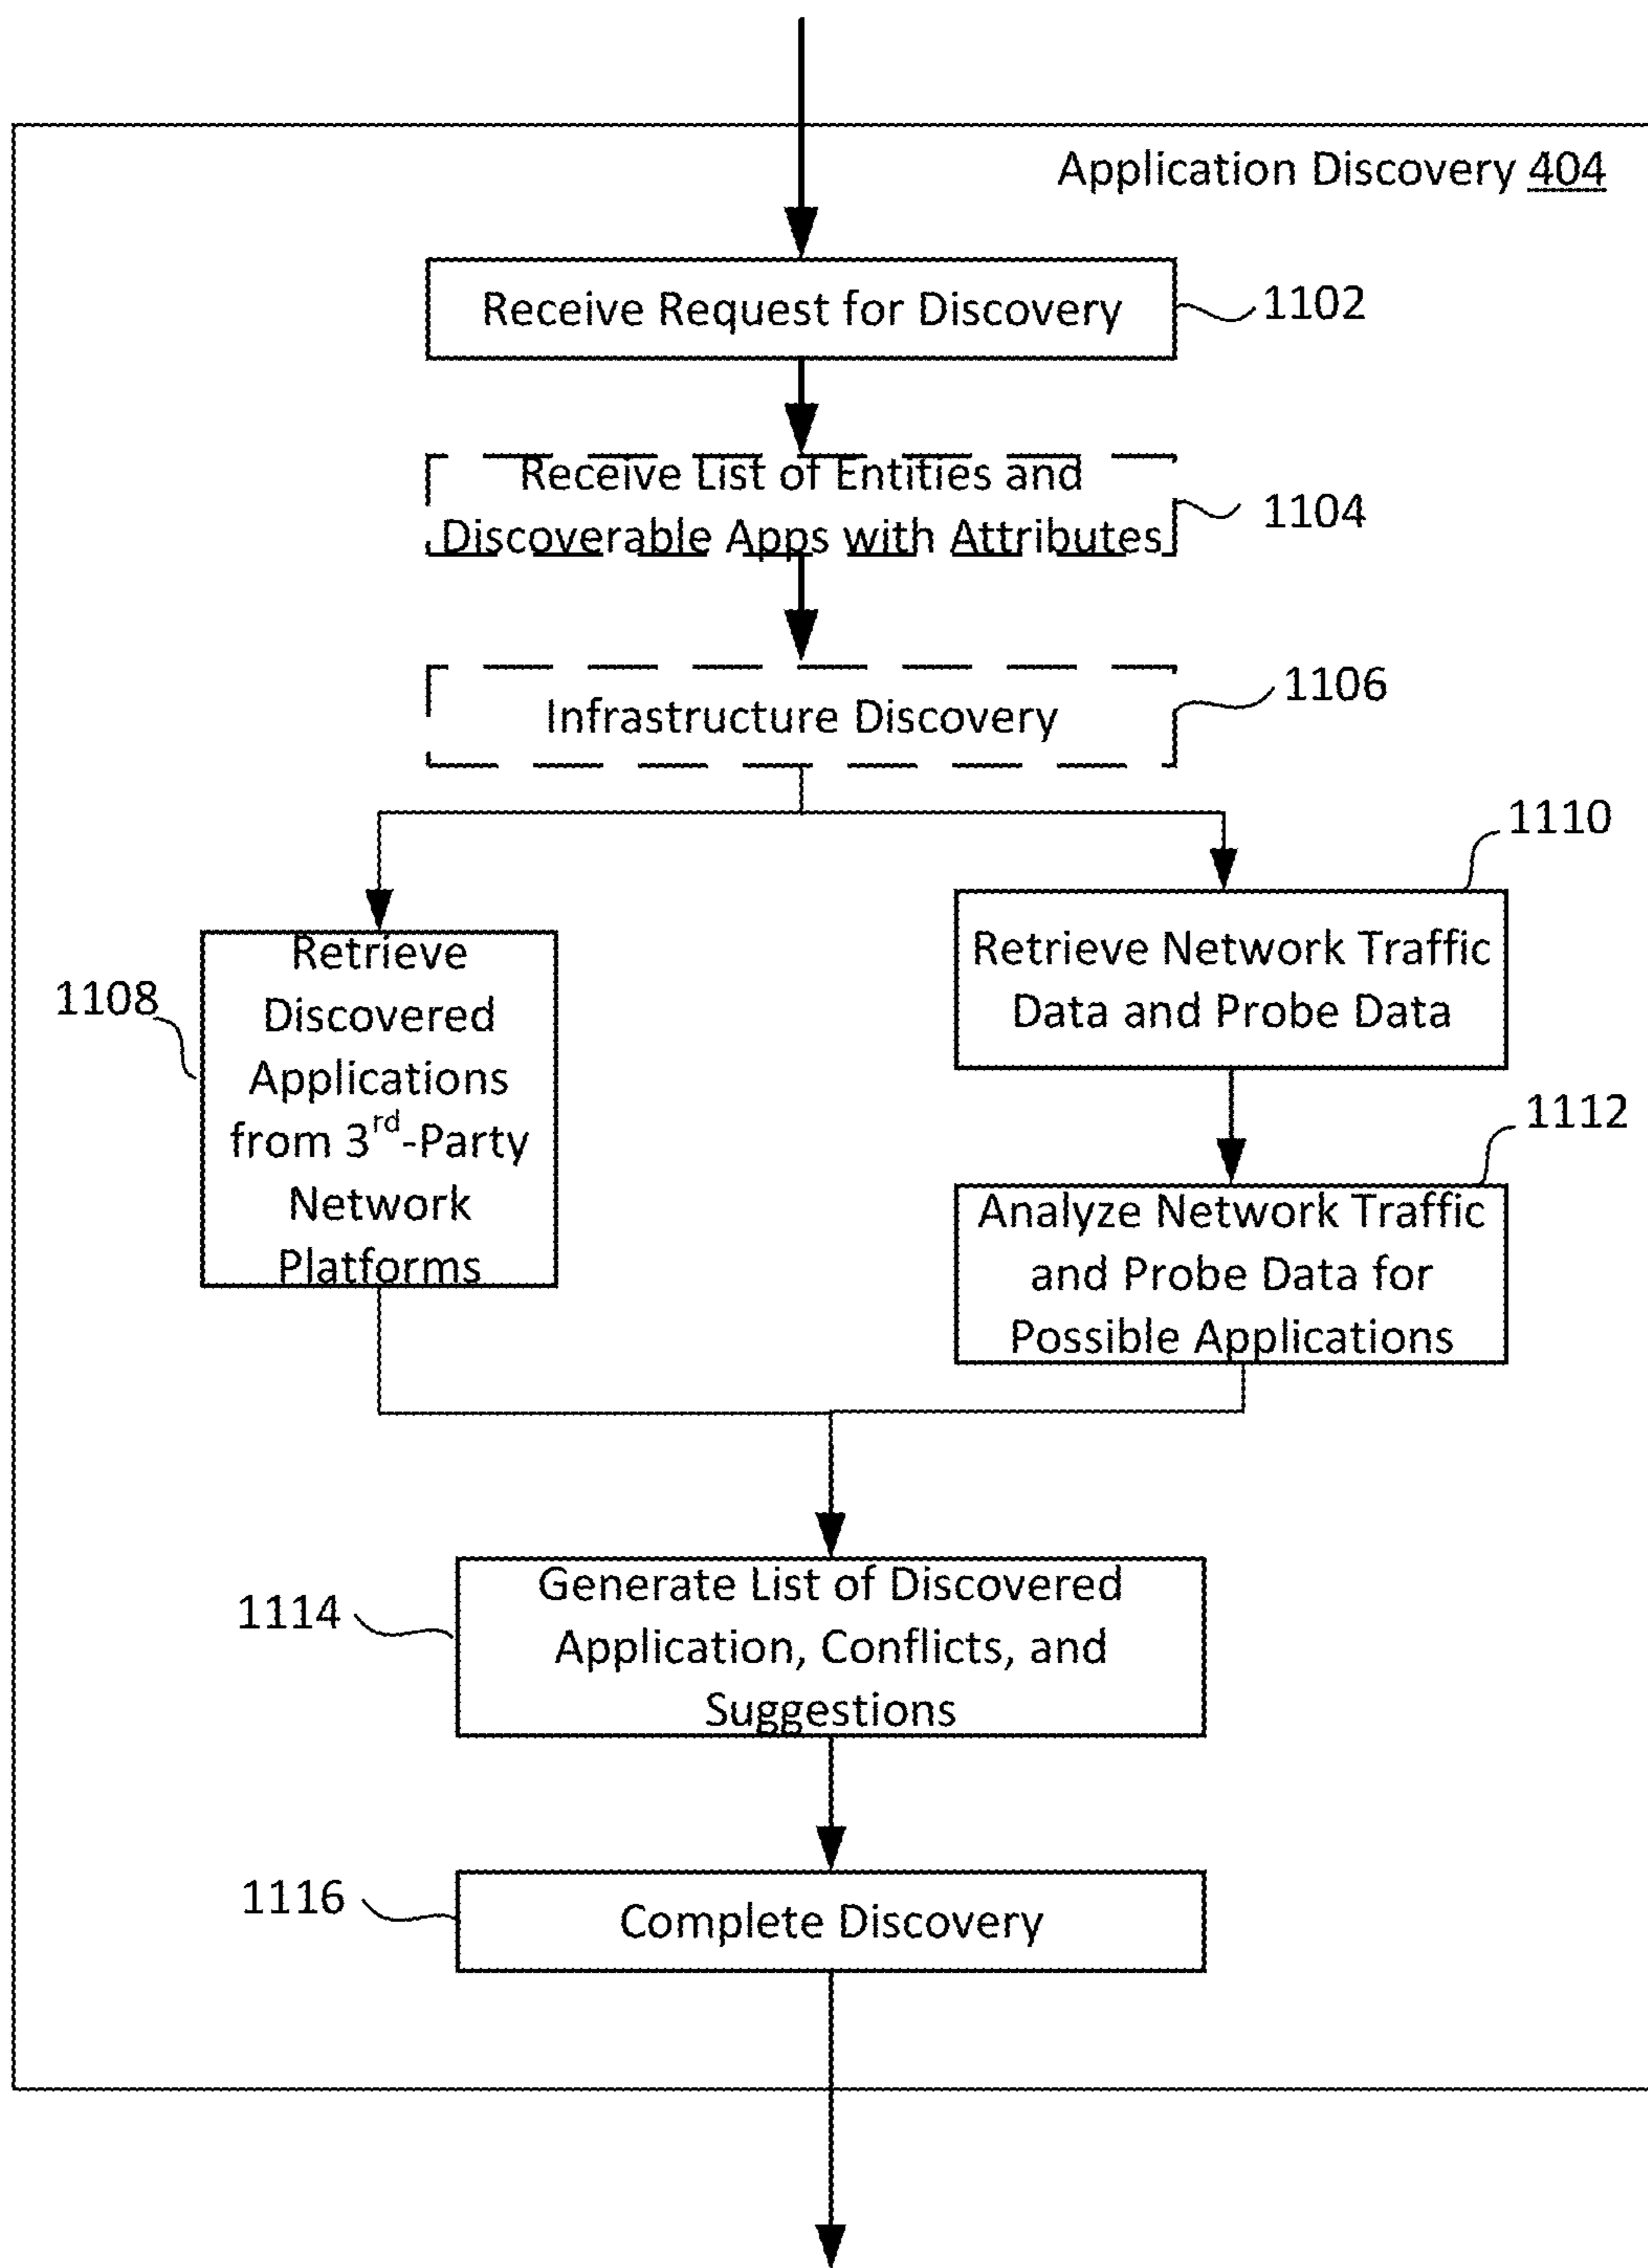 Application Discovery 404
Receive Request for Discovery
1102
Receive List of Entities and
Discoverable Apps with Attributes
1104
Infrastructure Discovery
1106
1108
Retrieve
Discovered
Applications
from 3rd-Party
Network
Platforms
1110
Retrieve Network Traffic
Data and Probe Data
1112
Analyze Network Traffic
and Probe Data for
Possible Applications
1114
Generate List of Discovered
Application, Conflicts, and
Suggestions
1116
Complete Discovery